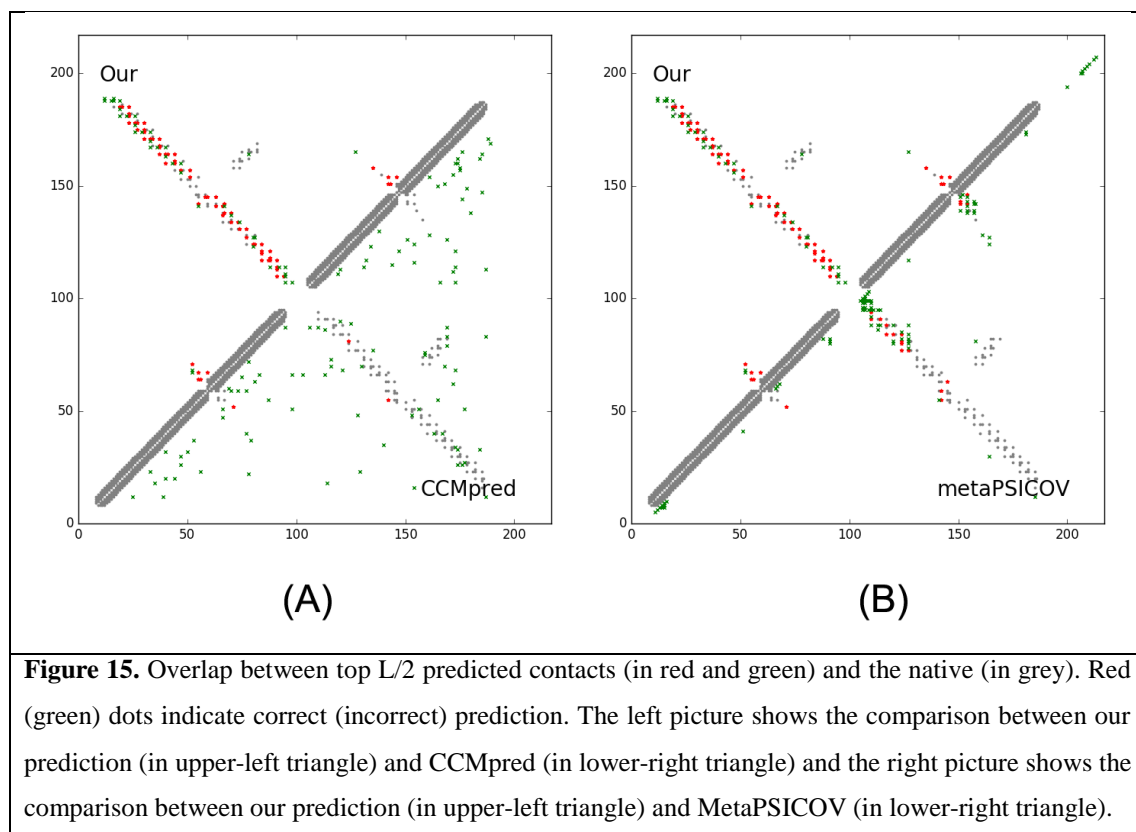 Our
CCMpred
200
150
100
50
0
0 50 100 150 200
(A)
Our
metaPSICOV
200
150
100
50
0
0 50 100 150 200
(B)
Figure 15. Overlap between top L/2 predicted contacts (in red and green) and the native (in grey). Red
(green) dots indicate correct (incorrect) prediction. The left picture shows the comparison between our
prediction (in upper-left triangle) and CCMpred (in lower-right triangle) and the right picture shows the
comparison between our prediction (in upper-left triangle) and MetaPSICOV (in lower-right triangle).